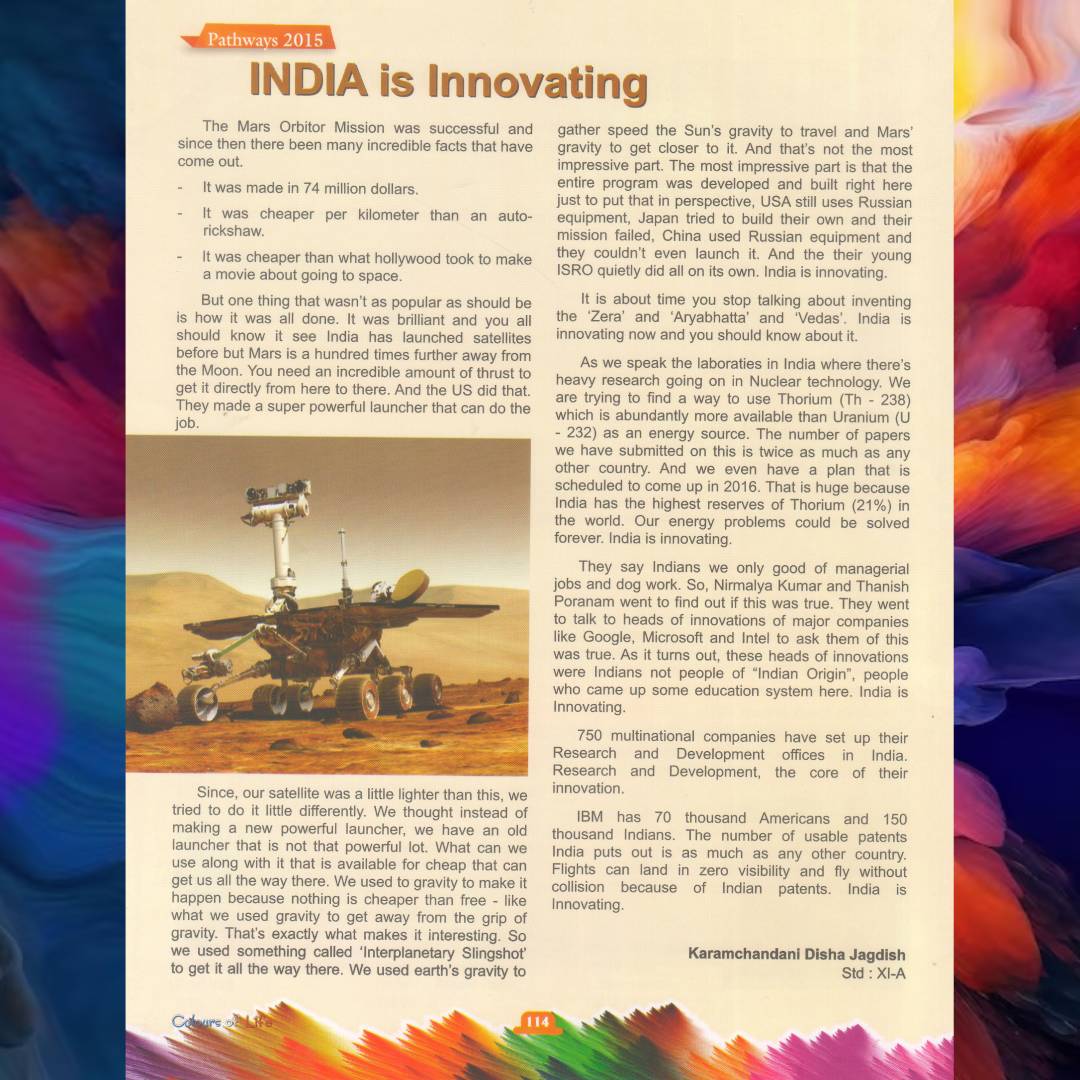 Pathways 2015
INDIA is Innovating
The Mars Orbitor Mission was successful and
since then there been many incredible facts that have
come out.
- It was made in 74 million dollars.
- It was cheaper per kilometer than an auto-
rickshaw.
- It was cheaper than what hollywood took to make
a movie about going to space.
But one thing that wasn't as popular as should be
is how it was all done. It was brilliant and you all
should know it see India has launched satellites
before but Mars is a hundred times further away from
the Moon. You need an incredible amount of thrust to
get it directly from here to there. And the US did that.
They made a super powerful launcher that can do the
job.
Since, our satellite was a little lighter than this, we
tried to do it little differently. We thought instead of
making a new powerful launcher, we have an old
launcher that is not that powerful lot. What can we
use along with it that is available for cheap that can
get us all the way there. We used to gravity to make it
happen because nothing is cheaper than free - like
what we used gravity to get away from the grip of
gravity. That's exactly what makes it interesting. So
we used something called 'Interplanetary Slingshot'
to get it all the way there. We used earth's gravity to
gather speed the Sun's gravity to travel and Mars'
gravity to get closer to it. And that's not the most
impressive part. The most impressive part is that the
entire program was developed and built right here
just to put that in perspective, USA still uses Russian
equipment, Japan tried to build their own and their
mission failed, China used Russian equipment and
they couldn't even launch it. And the their young
ISRO quietly did all on its own. India is innovating.
It is about time you stop talking about inventing
the 'Zera' and 'Aryabhatta' and 'Vedas'. India is
innovating now and you should know about it.
As we speak the laboraties in India where there's
heavy research going on in Nuclear technology. We
are trying to find a way to use Thorium (Th - 238)
which is abundantly more available than Uranium (U
- 232) as an energy source. The number of papers
we have submitted on this is twice as much as any
other country. And we even have a plan that is
scheduled to come up in 2016. That is huge because
India has the highest reserves of Thorium (21%) in
the world. Our energy problems could be solved
forever. India is innovating.
They say Indians we only good of managerial
jobs and dog work. So, Nirmalya Kumar and Thanish
Poranam went to find out if this was true. They went
to talk to heads of innovations of major companies
like Google, Microsoft and Intel to ask them of this
was true. As it turns out, these heads of innovations
were Indians not people of "Indian Origin", people
who came up some education system here. India is
Innovating.
750 multinational companies have set up their
Research and Development offices in India.
Research and Development, the core of their
innovation.
IBM has 70 thousand Americans and 150
thousand Indians. The number of usable patents
India puts out is as much as any other country.
Flights can land in zero visibility and fly without
collision because of Indian patents. India is
Innovating.
Karamchandani Disha Jagdish
Std : XI-A
Colours of Life
114